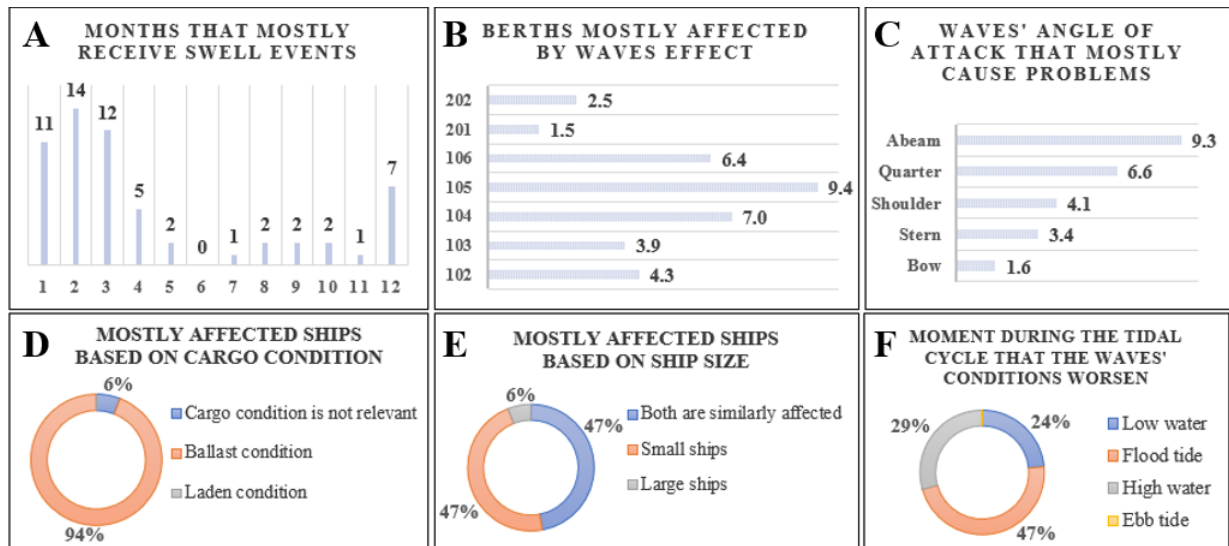 A
MONTHS THAT MOSTLY
RECEIVE SWELL EVENTS
11
14
12
5
2
0
1
2
2
2
1
7
1 2 3 4 5 6 7 8 9 10 11 12
B
BERTHS MOSTLY AFFECTED
BY WAVES EFFECT
202 2.5
201 1.5
106 6.4
105 9.4
104 7.0
103 3.9
102 4.3
C
WAVES' ANGLE OF
ATTACK THAT MOSTLY
CAUSE PROBLEMS
Abeam 9.3
Quarter 6.6
Shoulder 4.1
Stern 3.4
Bow 1.6
D
MOSTLY AFFECTED SHIPS
BASED ON CARGO CONDITION
6%
Cargo condition is not relevant
Ballast condition
Laden condition
94%
E
MOSTLY AFFECTED SHIPS
BASED ON SHIP SIZE
6%
47%
Both are similarly affected
Small ships
Large ships
47%
F
MOMENT DURING THE TIDAL
CYCLE THAT THE WAVES'
CONDITIONS WORSEN
29%
24%
Low water
Flood tide
High water
Ebb tide
47%